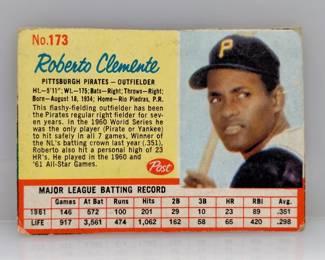 No.173
Roberto Clemente
PITTSBURGH PIRATES - OUTFIELDER
Ht.-5'11"; Wt.-175; Bats-Right; Throws-Right;
Born-August 18, 1934; Home-Rio Piedras, P.R.
This flashy-fielding outfielder has been
the Pirates regular right fielder for sev-
en years. In the 1960 World Series he
was the only player (Pirate or Yankee)
to hit safely in all 7 games. Winner of
the NL's batting crown last year (.351),
Roberto also hit a personal high of 23
HR's. He played in the 1960 and
'61 All-Star Games.
Post
P
MAJOR LEAGUE BATTING RECORD
Games At Bat Runs Hits 2B 3B HR RBI Avg.
1961 146 572 100 201 29 10 23 89 .351
LIFE 917 3,561 474 1,062 162 58 65 420 .298